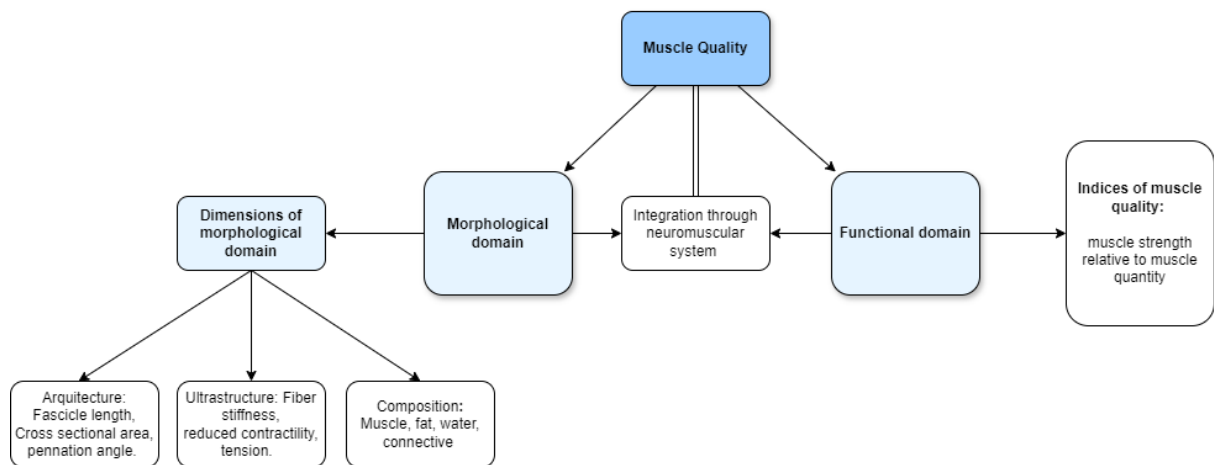 Muscle Quality
Dimensions of
morphological
domain
Morphological
domain
Integration through
neuromuscular
system
Functional domain
Indices of muscle
quality:
muscle strength
relative to muscle
quantity
Arquitecture:
Fascicle length,
Cross sectional area,
pennation angle.
Ultrastructure: Fiber
stiffness,
reduced contractility,
tension.
Composition:
Muscle, fat, water,
connective